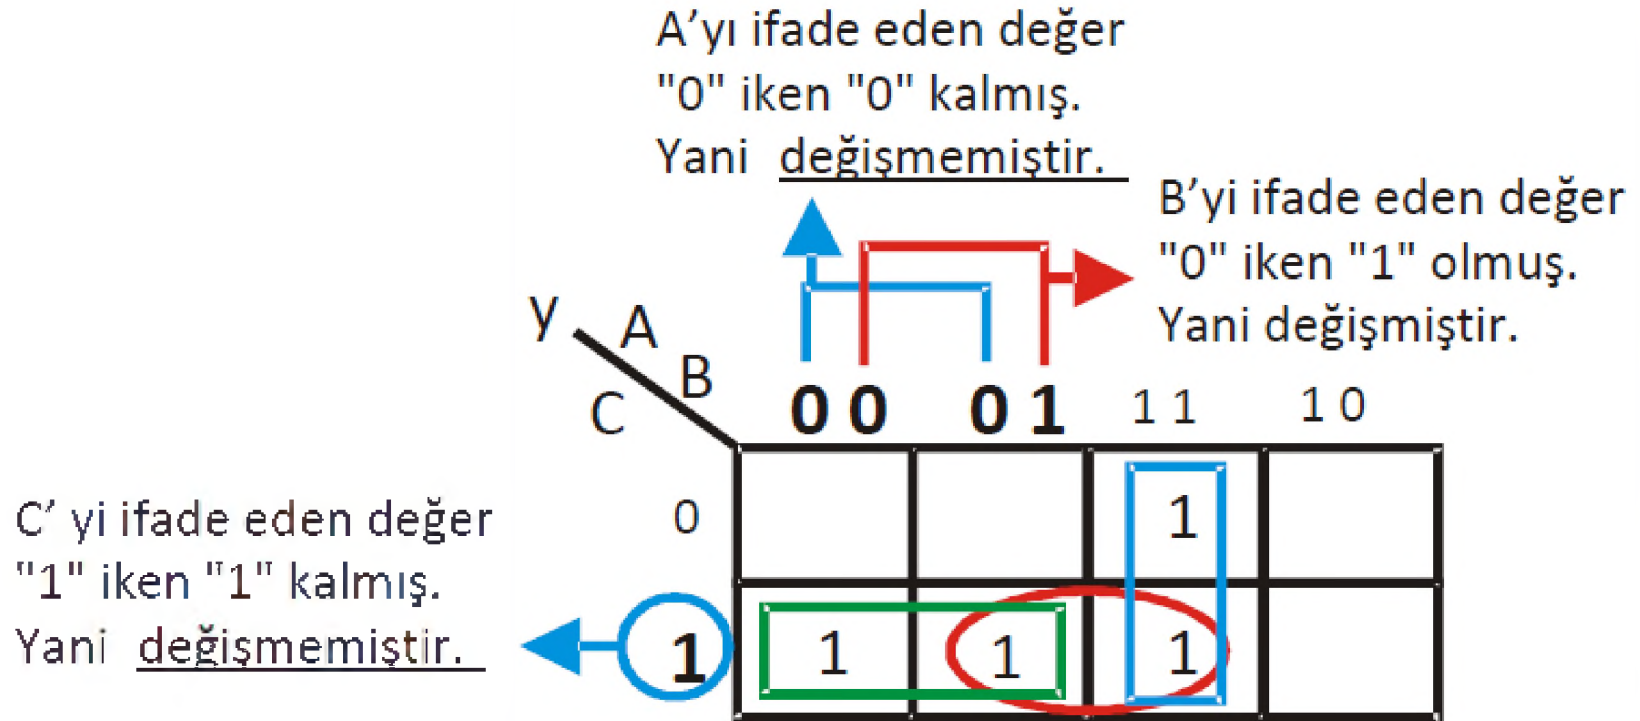 A’yı ifade eden değer
"0" iken "0" kalmış.
Yani değişmemiştir.
B’yi ifade eden değer
"0" iken "1" olmuş.
Yani değişmiştir.
y A
B
C
0 0 0 1 1 1 1 0
C’ yi ifade eden değer
"1" iken "1" kalmış.
Yani değişmemiştir.
0 1
1 1 1 1